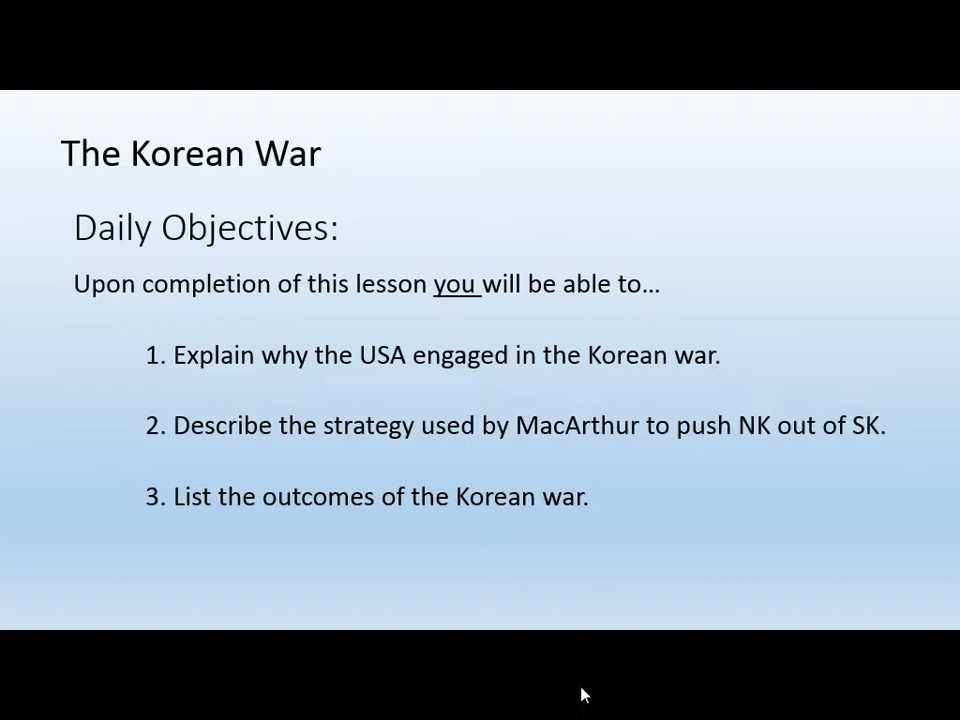 The Korean War
Daily Objectives:
Upon completion of this lesson you will be able to…
1. Explain why the USA engaged in the Korean war.
2. Describe the strategy used by MacArthur to push NK out of SK.
3. List the outcomes of the Korean war.